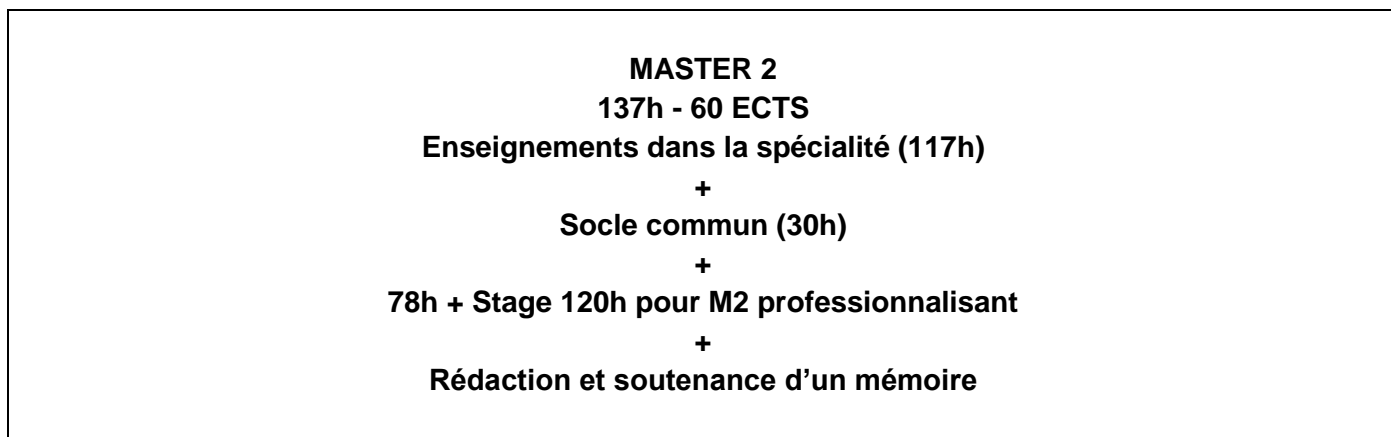 MASTER 2
137h - 60 ECTS
Enseignements dans la spécialité (117h)
+
Socle commun (30h)
+
78h + Stage 120h pour M2 professionnalisant
+
Rédaction et soutenance d’un mémoire